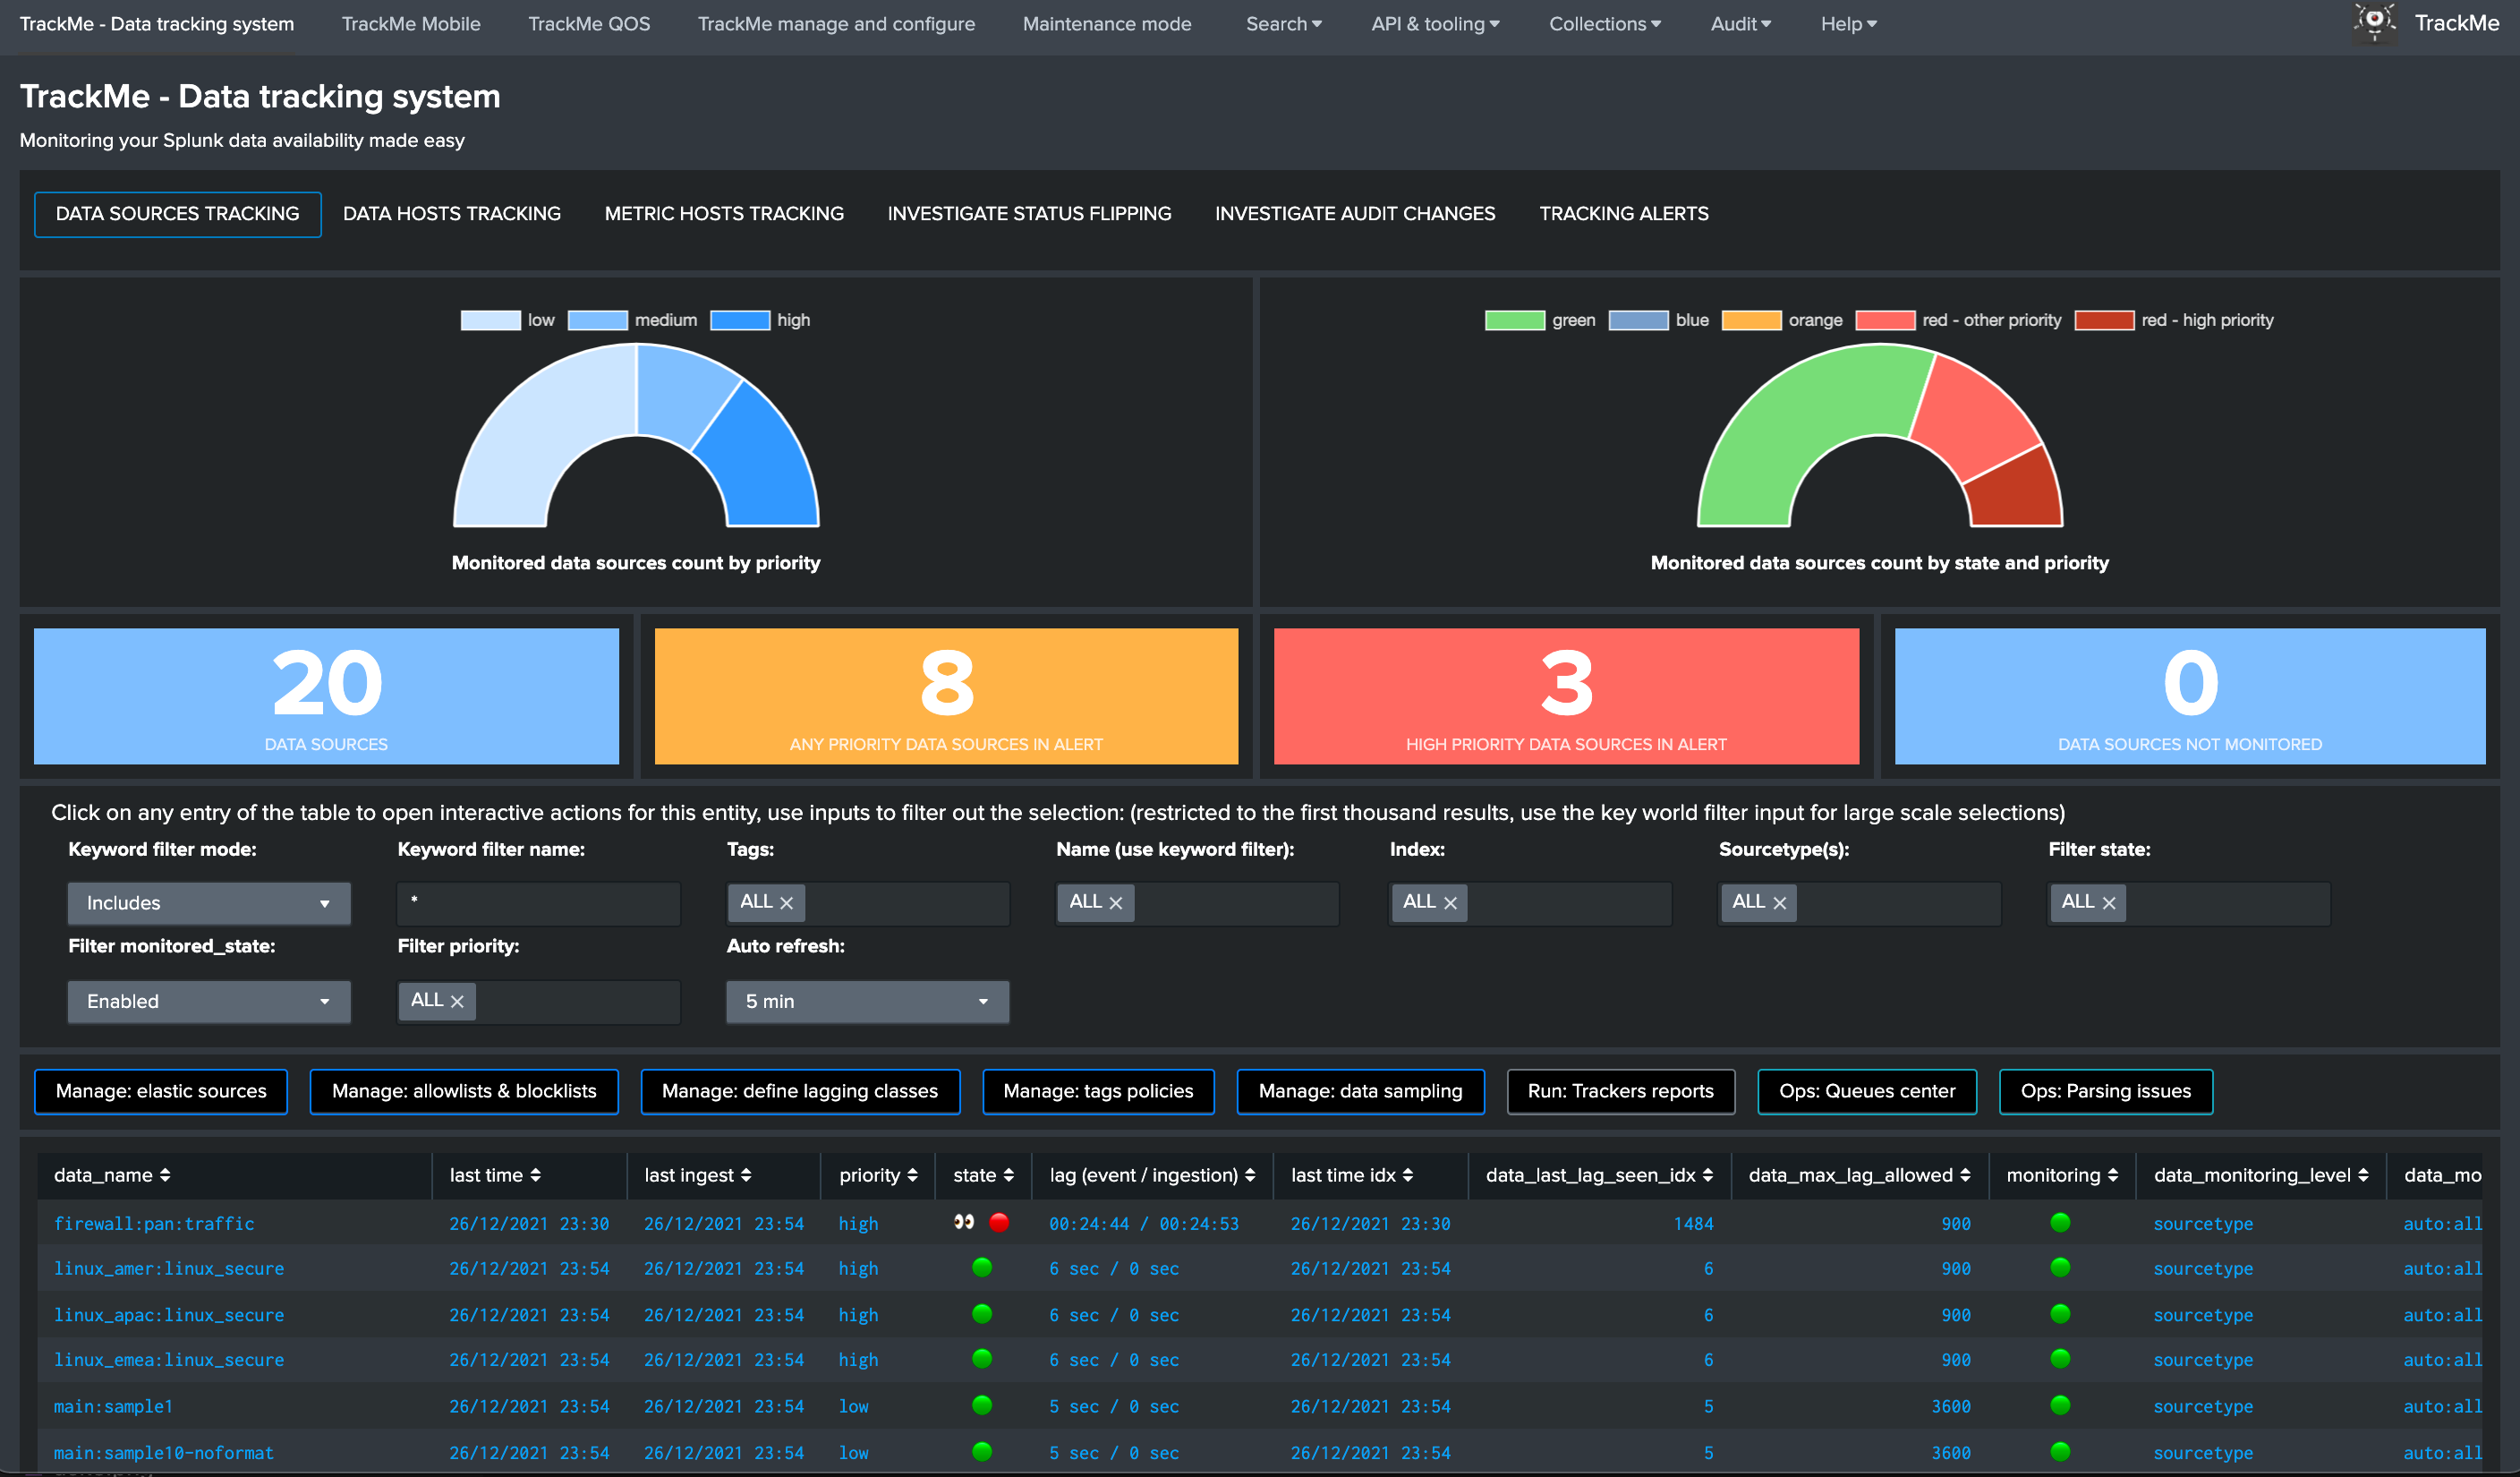 TrackMe - Data tracking system TrackMe Mobile TrackMe QOS TrackMe manage and configure Maintenance mode Search API & tooling Collections Audit Help TrackMe
TrackMe - Data tracking system
Monitoring your Splunk data availability made easy
DATA SOURCES TRACKING DATA HOSTS TRACKING METRIC HOSTS TRACKING INVESTIGATE STATUS FLIPPING INVESTIGATE AUDIT CHANGES TRACKING ALERTS
low medium high
green blue orange red - other priority red - high priority
Monitored data sources count by priority
Monitored data sources count by state and priority
20
DATA SOURCES
8
ANY PRIORITY DATA SOURCES IN ALERT
3
HIGH PRIORITY DATA SOURCES IN ALERT
0
DATA SOURCES NOT MONITORED
Click on any entry of the table to open interactive actions for this entity, use inputs to filter out the selection: (restricted to the first thousand results, use the key world filter input for large scale selections)
Keyword filter mode: Keyword filter name: Tags: Name (use keyword filter): Index: Sourcetype(s): Filter state:
Includes * ALL ALL ALL ALL ALL
Filter monitored_state: Filter priority: Auto refresh:
Enabled ALL 5 min
Manage: elastic sources Manage: allowlists & blocklists Manage: define lagging classes Manage: tags policies Manage: data sampling Run: Trackers reports Ops: Queues center Ops: Parsing issues
data_name last time last ingest priority state lag (event / ingestion) last time idx data_last_lag_seen_idx data_max_lag_allowed monitoring data_monitoring_level data_mo
firewall:pan:traffic 26/12/2021 23:30 26/12/2021 23:54 high 00:24:44 / 00:24:53 26/12/2021 23:30 1484 900 sourcetype auto:all
linux_amer:linux_secure 26/12/2021 23:54 26/12/2021 23:54 high 6 sec / 0 sec 26/12/2021 23:54 6 900 sourcetype auto:all
linux_apac:linux_secure 26/12/2021 23:54 26/12/2021 23:54 high 6 sec / 0 sec 26/12/2021 23:54 6 900 sourcetype auto:all
linux_emea:linux_secure 26/12/2021 23:54 26/12/2021 23:54 high 6 sec / 0 sec 26/12/2021 23:54 6 900 sourcetype auto:all
main:sample1 26/12/2021 23:54 26/12/2021 23:54 low 5 sec / 0 sec 26/12/2021 23:54 5 3600 sourcetype auto:all
main:sample10-noformat 26/12/2021 23:54 26/12/2021 23:54 low 5 sec / 0 sec 26/12/2021 23:54 5 3600 sourcetype auto:all